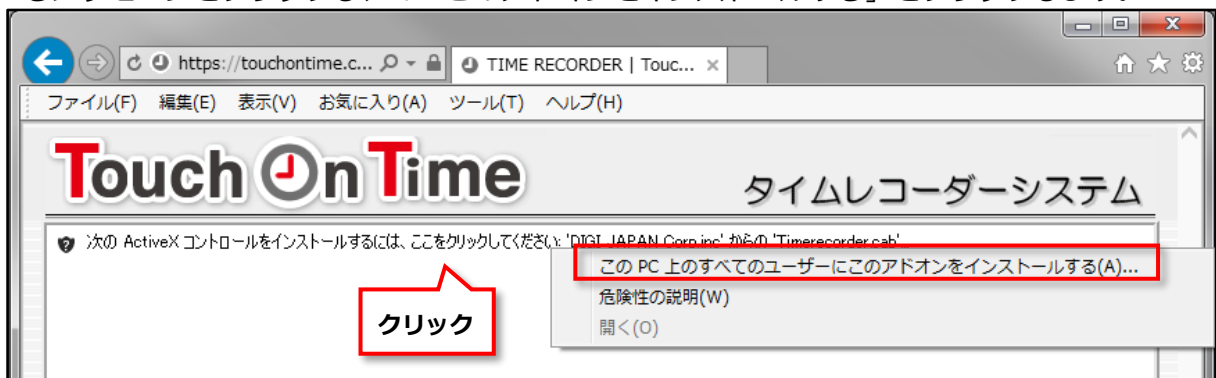 https://touchontime.c...
TIME RECORDER | Touc...
ファイル(F) 編集(E) 表示(V) お気に入り(A) ツール(T) ヘルプ(H)
Touch On Time
タイムレコーダーシステム
次の ActiveX コントロールをインストールするには、ここをクリックしてください: 'DIGI JAPAN Corp.inc' からの 'Timerecorder.cab'...
この PC 上のすべてのユーザーにこのアドオンをインストールする(A)...
危険性の説明(W)
開く(O)
クリック